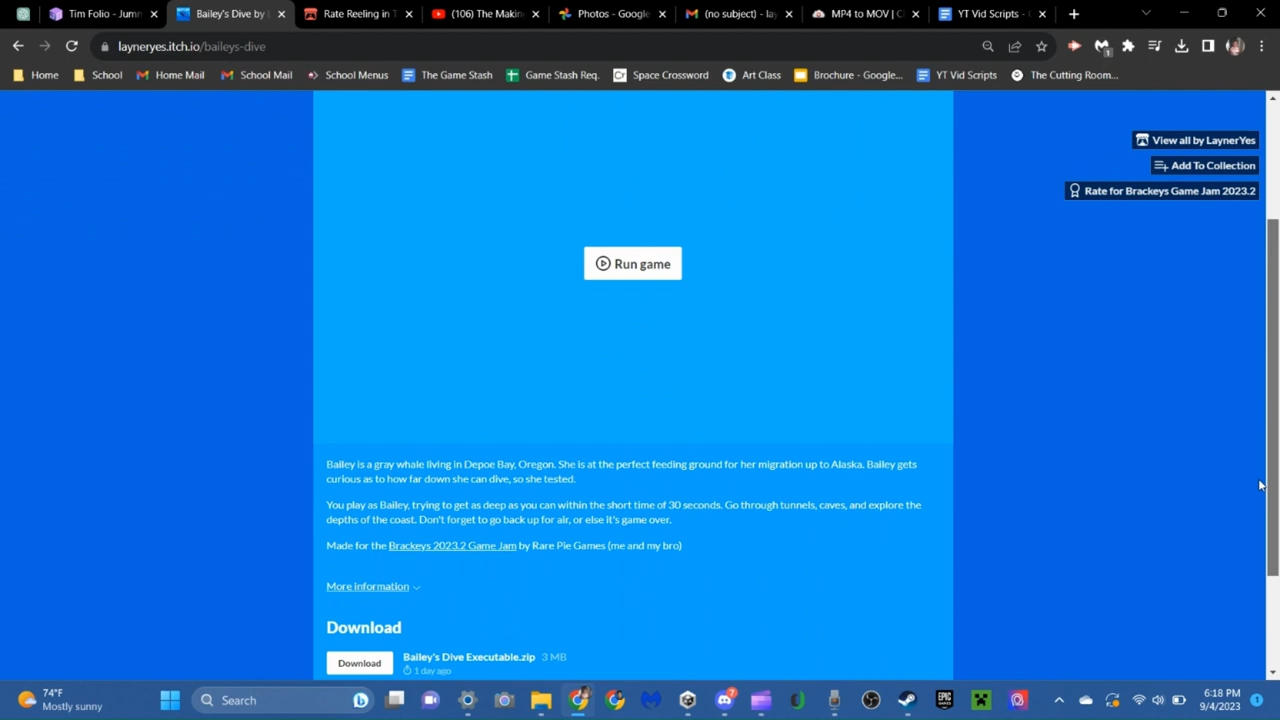 Tim Folio - Jumn
Bailey's Dive by L
Rate Reeling in T
(106) The Makin
Photos - Google
(no subject) - lay
MP4 to MOV | C
YT Vid Scripts - G
layneryes.itch.io/baileys-dive
1
Home
School
Home Mail
School Mail
School Menus
The Game Stash
Game Stash Req.
Cr Space Crossword
Art Class
Brochure - Google...
YT Vid Scripts
The Cutting Room...
View all by LaynerYes
Add To Collection
Rate for Brackeys Game Jam 2023.2
Run game
Bailey is a gray whale living in Depoe Bay, Oregon. She is at the perfect feeding ground for her migration up to Alaska. Bailey gets
curious as to how far down she can dive, so she tested.
You play as Bailey, trying to get as deep as you can within the short time of 30 seconds. Go through tunnels, caves, and explore the
depths of the coast. Don't forget to go back up for air, or else it's game over.
Made for the Brackeys 2023.2 Game Jam by Rare Pie Games (me and my bro)
More information
Download
Download
Bailey's Dive Executable.zip 3 MB
1 day ago
74°F
Mostly sunny
Search
7
EPIC GAMES
6:18 PM
9/4/2023
1